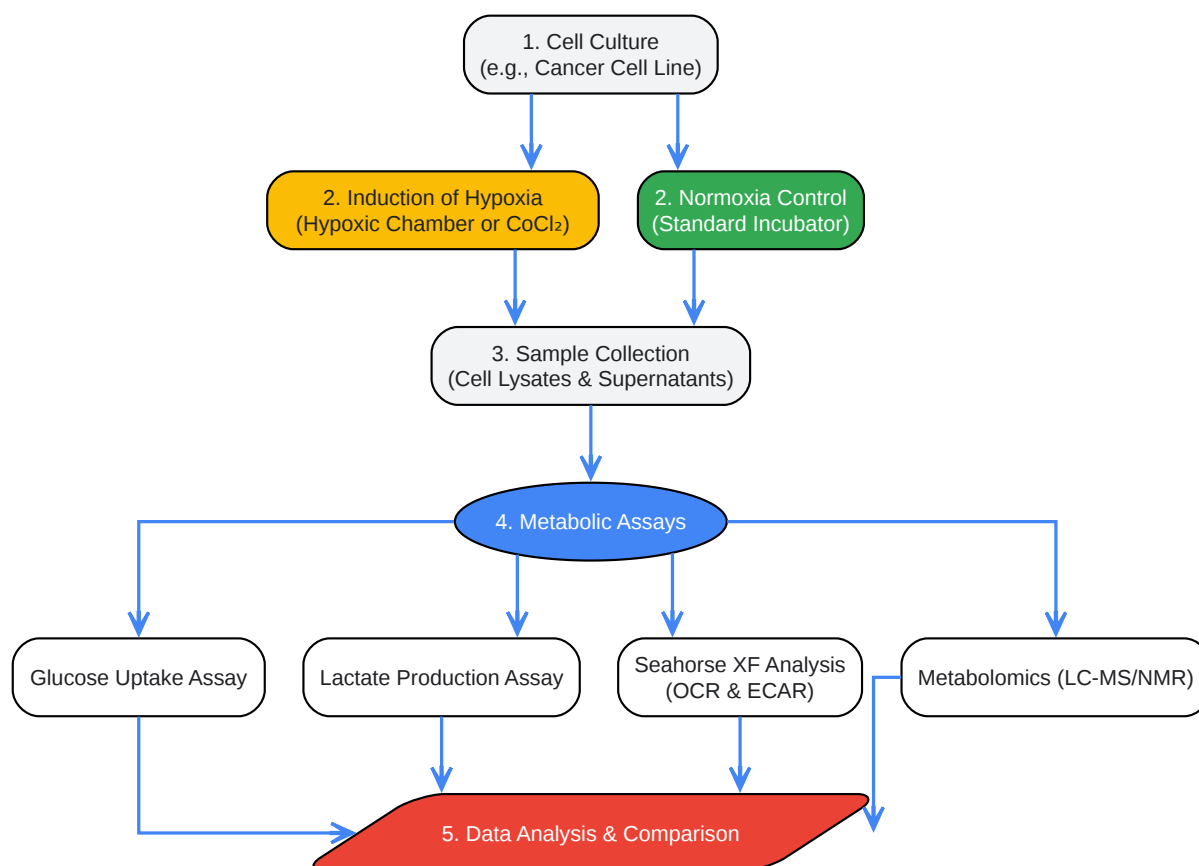 1. Cell Culture
(e.g., Cancer Cell Line)
2. Induction of Hypoxia
(Hypoxic Chamber or CoCl₂)
2. Normoxia Control
(Standard Incubator)
3. Sample Collection
(Cell Lysates & Supernatants)
4. Metabolic Assays
Glucose Uptake Assay
Lactate Production Assay
Seahorse XF Analysis
(OCR & ECAR)
Metabolomics (LC-MS/NMR)
5. Data Analysis & Comparison